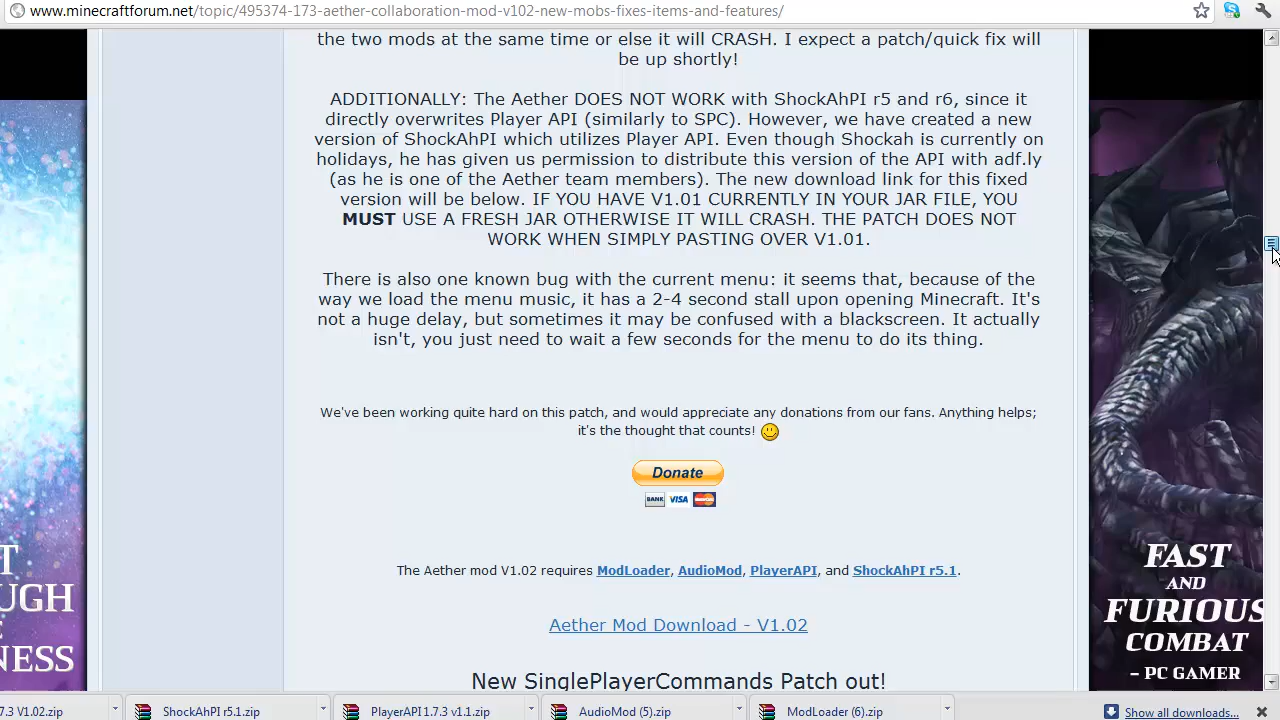 www.minecraftforum.net/topic/495374-173-aether-collaboration-mod-v102-new-mobs-fixes-items-and-features/
the two mods at the same time or else it will CRASH. I expect a patch/quick fix will
be up shortly!
ADDITIONALLY: The Aether DOES NOT WORK with ShockAhPI r5 and r6, since it
directly overwrites Player API (similarly to SPC). However, we have created a new
version of ShockAhPI which utilizes Player API. Even though Shockah is currently on
holidays, he has given us permission to distribute this version of the API with adf.ly
(as he is one of the Aether team members). The new download link for this fixed
version will be below. IF YOU HAVE V1.01 CURRENTLY IN YOUR JAR FILE, YOU
MUST USE A FRESH JAR OTHERWISE IT WILL CRASH. THE PATCH DOES NOT
WORK WHEN SIMPLY PASTING OVER V1.01.
There is also one known bug with the current menu: it seems that, because of the
way we load the menu music, it has a 2-4 second stall upon opening Minecraft. It's
not a huge delay, but sometimes it may be confused with a blackscreen. It actually
isn't, you just need to wait a few seconds for the menu to do its thing.
We've been working quite hard on this patch, and would appreciate any donations from our fans. Anything helps;
it's the thought that counts!
Donate
BANK VISA MasterCard
The Aether mod V1.02 requires ModLoader, AudioMod, PlayerAPI, and ShockAhPI r5.1.
Aether Mod Download - V1.02
New SinglePlayerCommands Patch out!
T
UGH
E
NESS
FAST
AND
FURIOUS
COMBAT
– PC GAMER
7.3 V1.02.zip
ShockAhPI r5.1.zip
PlayerAPI 1.7.3 v1.1.zip
AudioMod (5).zip
ModLoader (6).zip
Show all downloads...